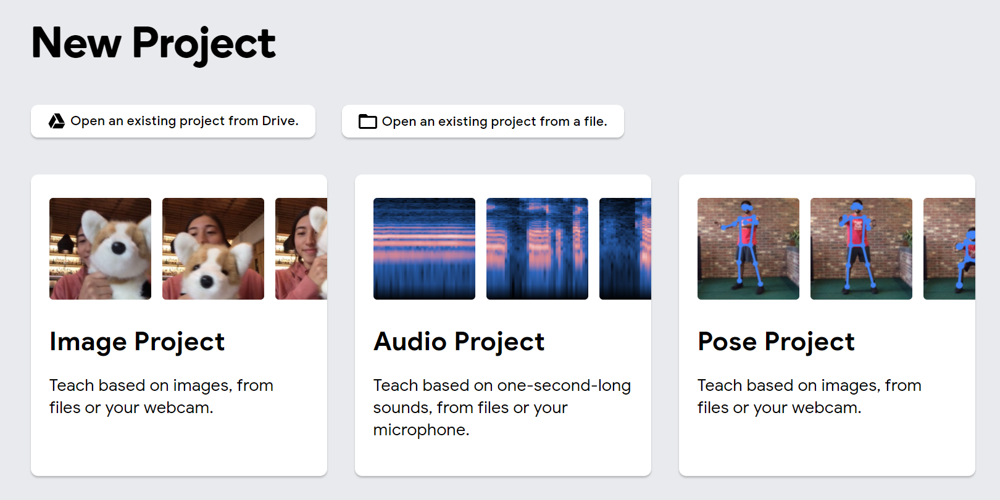 New Project
Open an existing project from Drive.
Open an existing project from a file.
Image Project
Teach based on images, from
files or your webcam.
Audio Project
Teach based on one-second-long
sounds, from files or your
microphone.
Pose Project
Teach based on images, from
files or your webcam.